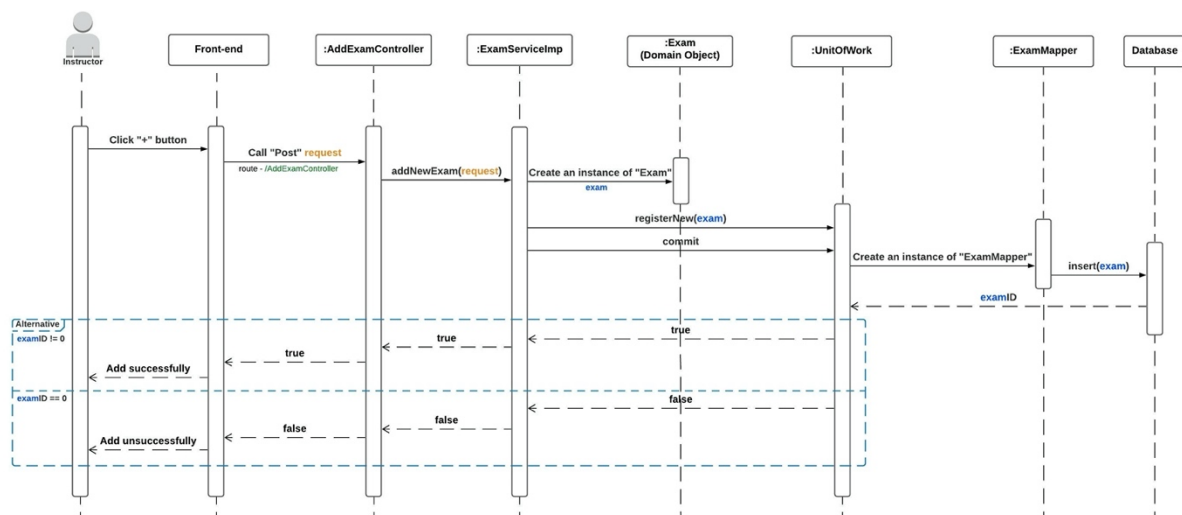 Instructor
Front-end
:AddExamController
:ExamServiceImp
:Exam
(Domain Object)
:UnitOfWork
:ExamMapper
Database
Click "+" button
Call "Post" request
route - /AddExamController
addNewExam(request)
Create an instance of "Exam"
exam
registerNew(exam)
commit
Create an instance of "ExamMapper"
insert(exam)
examID
Alternative
examID != 0
true
true
true
Add successfully
examID == 0
false
false
false
Add unsuccessfully